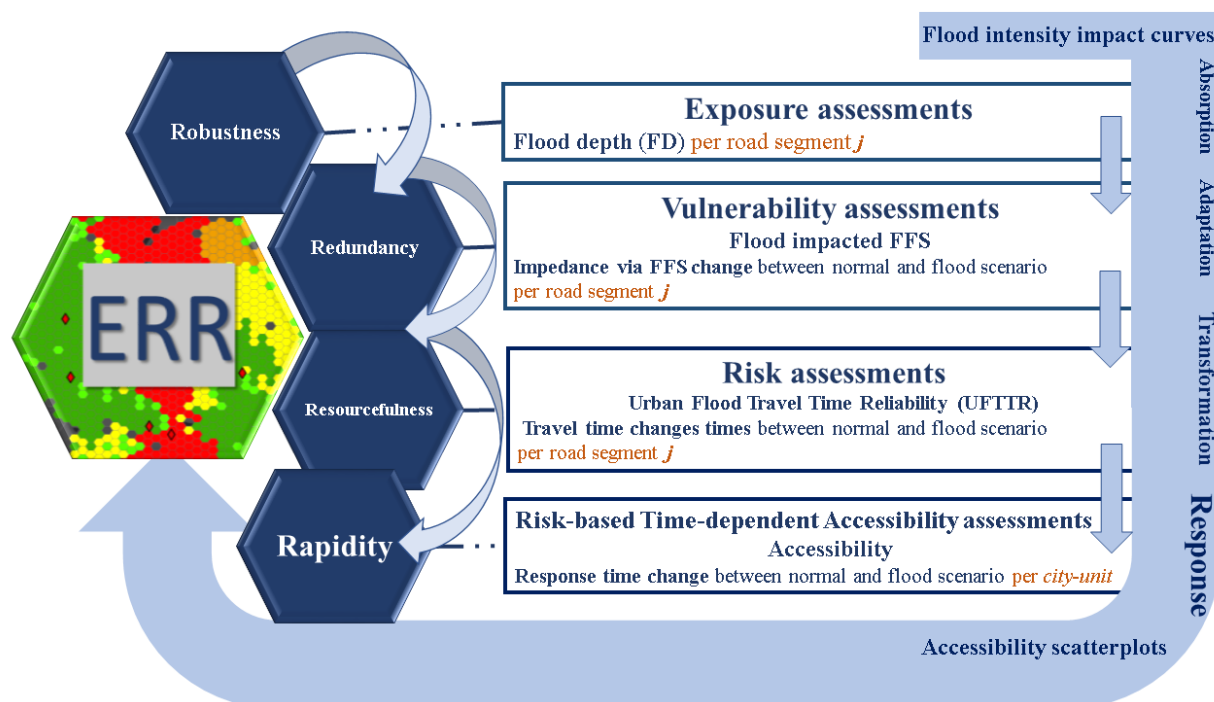 Flood intensity impact curves
Robustness
Exposure assessments
Flood depth (FD) per road segment j
Absorption
Redundancy
Vulnerability assessments
Flood impacted FFS
Impedance via FFS change between normal and flood scenario
per road segment j
Adaptation
ERR
Resourcefulness
Risk assessments
Urban Flood Travel Time Reliability (UFTTR)
Travel time changes times between normal and flood scenario
per road segment j
Transformation
Rapidity
Risk-based Time-dependent Accessibility assessments
Accessibility
Response time change between normal and flood scenario per city-unit
Response
Accessibility scatterplots